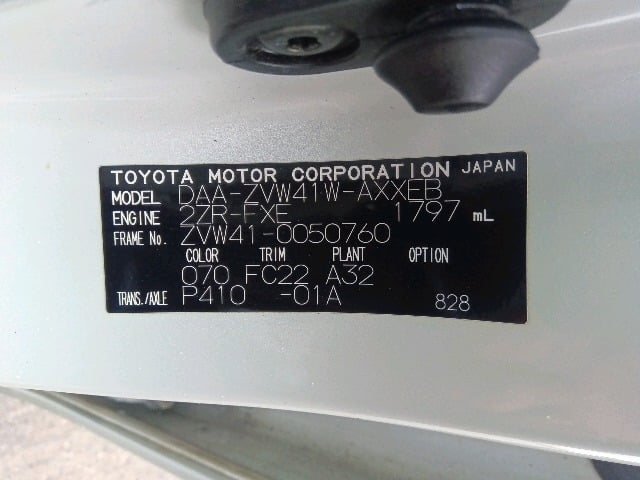 TOYOTA MOTOR CORPORATION JAPAN
MODEL DAA-ZVW41W-AXXEB
ENGINE 2ZR-FXE 1797 mL
FRAME No. ZVW41-0050760
COLOR TRIM PLANT OPTION
070 FC22 A32
TRANS./AXLE P410 -01A 828